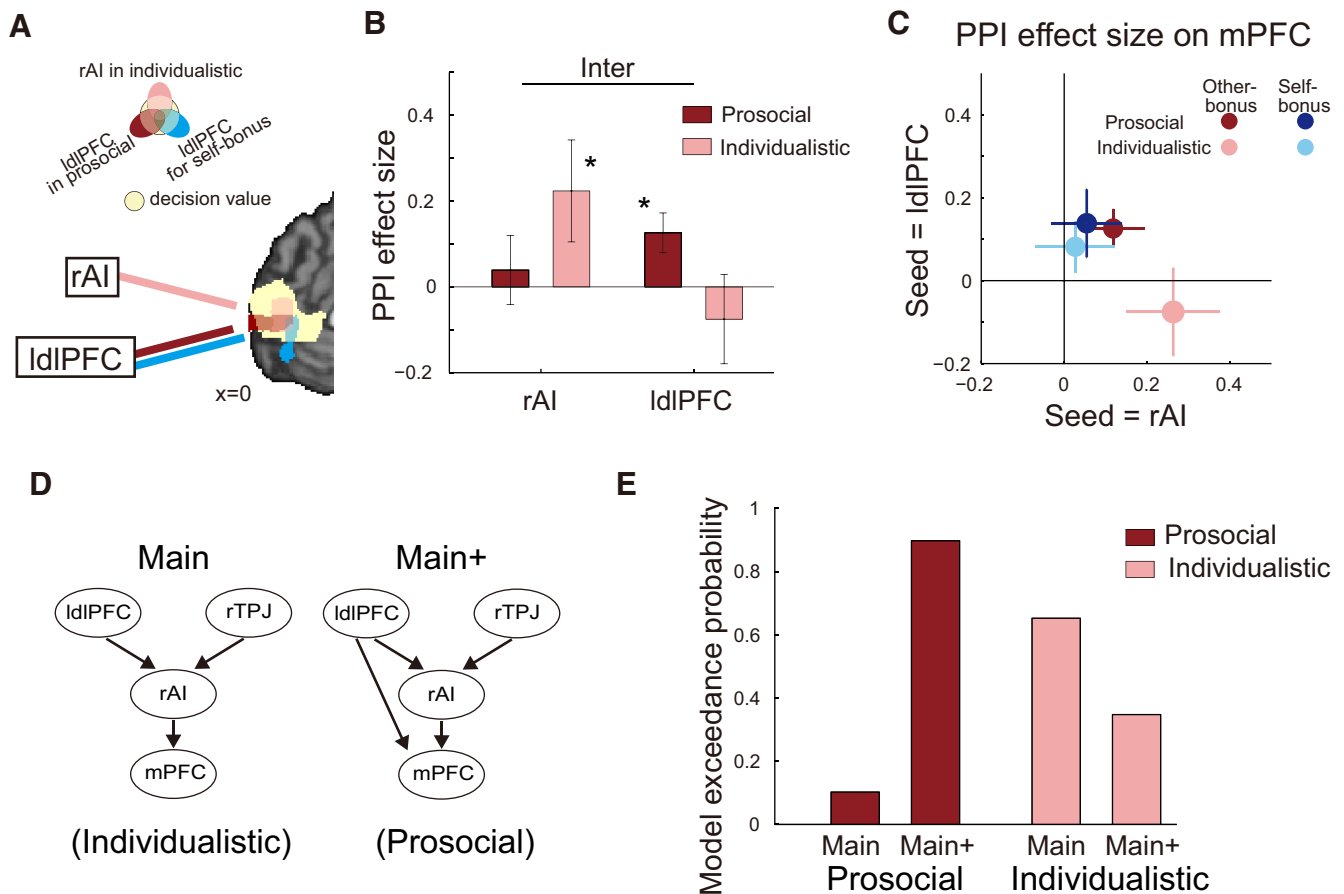 A
rAI in individualistic
ldlPFC
in prosocial
ldlPFC
for self-bonus
decision value
rAI
ldlPFC
x=0
B
Inter
Prosocial
Individualistic
PPI effect size
0.4
0.2
0
−0.2
*
*
rAI
ldlPFC
C
PPI effect size on mPFC
Other-
bonus
Self-
bonus
Prosocial
Individualistic
Seed = ldlPFC
0.4
0.2
0
−0.2
−0.2
0
0.2
0.4
Seed = rAI
D
Main
Main+
ldlPFC
rTPJ
rAI
mPFC
ldlPFC
rTPJ
rAI
mPFC
(Individualistic)
(Prosocial)
E
Prosocial
Individualistic
Model exceedance probability
1
0.8
0.6
0.4
0.2
0
Main Main+
Main Main+
Prosocial
Individualistic